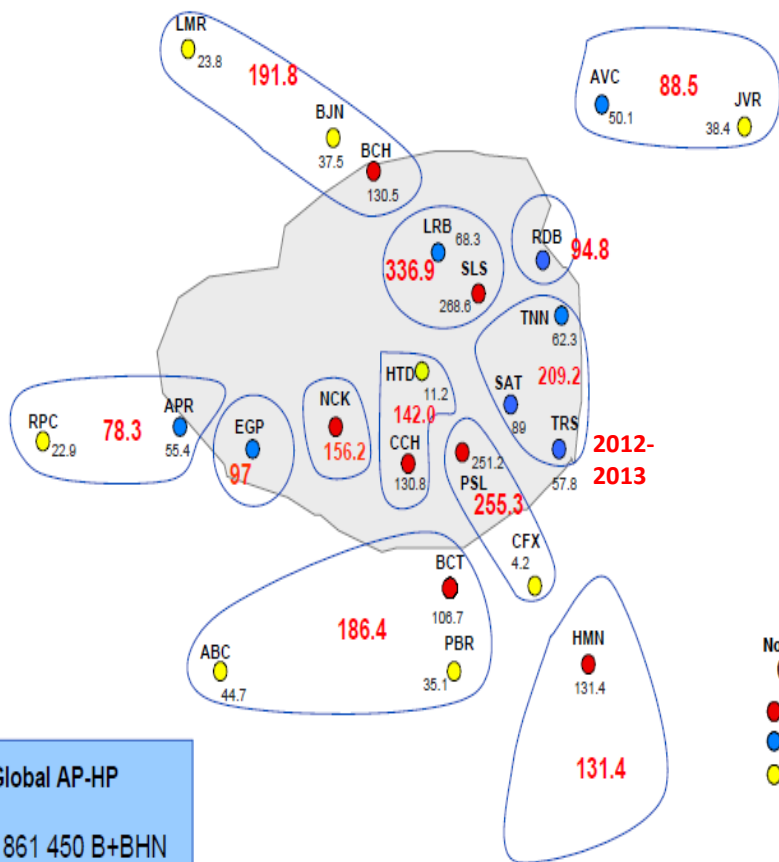 LMR
23.8
191.8
BJN
37.5
BCH
130.5
AVC
50.1
88.5
JVR
38.4
LRB
68.3
336.9
SLS
268.6
RDB
94.8
TNN
62.3
SAT
89
209.2
TRS
57.8
2012-
2013
HTD
11.2
142.0
CCH
130.8
NCK
156.2
PSL
251.2
255.3
CFX
4.2
RPC
22.9
78.3
APR
55.4
EGP
97
BCT
106.7
186.4
ABC
44.7
PBR
35.1
HMN
131.4
131.4
No
Global AP-HP
861 450 B+BHN